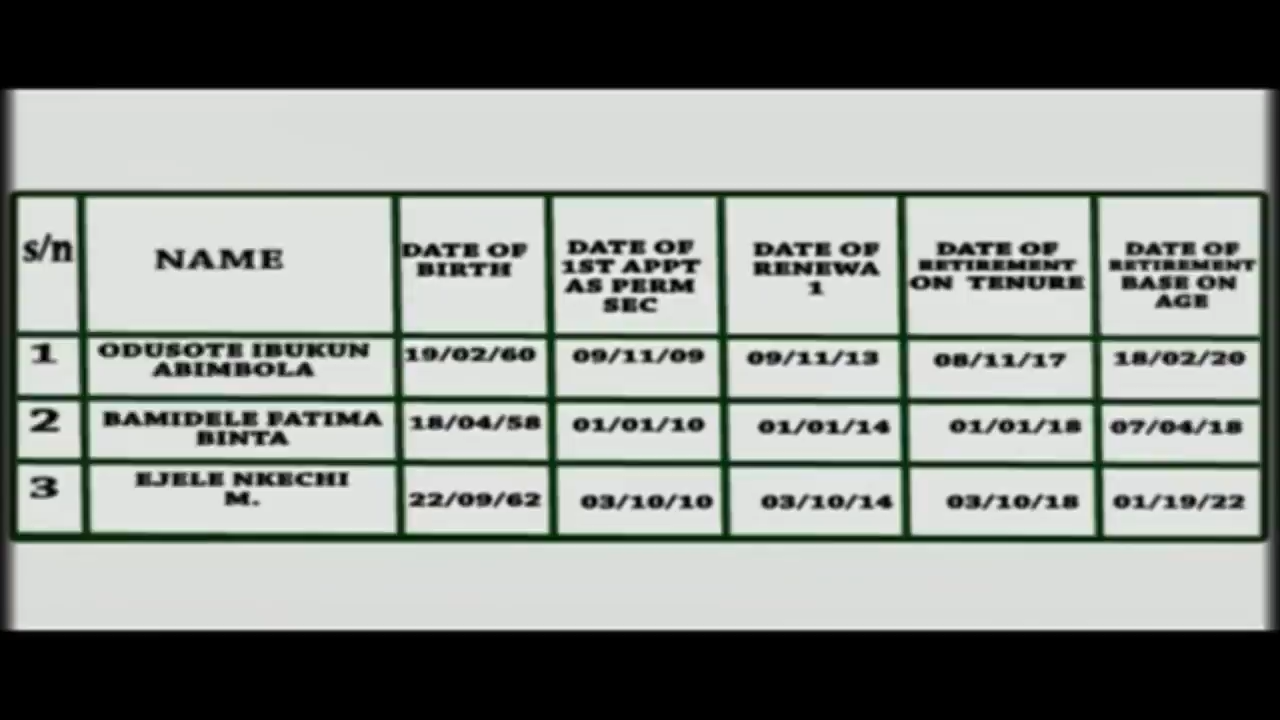 s/n
NAME
DATE OF
BIRTH
DATE OF
1ST APPT
AS PERM
SEC
DATE OF
RENEWA
1
DATE OF
RETIREMENT
ON TENURE
DATE OF
RETIREMENT
BASE ON
AGE
1
ODUSOTE IBUKUN
ABIMBOLA
19/02/60
09/11/09
09/11/13
08/11/17
18/02/20
2
BAMIDELE FATIMA
BINTA
18/04/58
01/01/10
01/01/14
01/01/18
07/04/18
3
EJELE NKECHI
M.
22/09/62
03/10/10
03/10/14
03/10/18
01/19/22